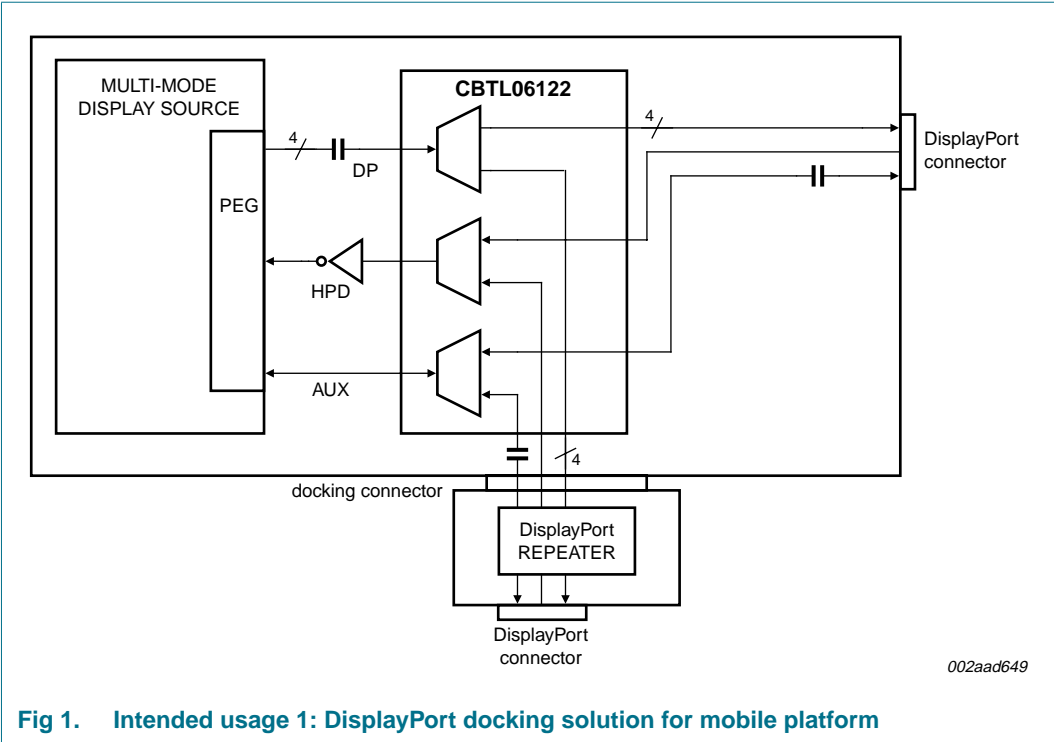 MULTI-MODE
DISPLAY SOURCE
CBTL06122
4
4
DisplayPort
connector
DP
PEG
HPD
AUX
4
docking connector
DisplayPort
REPEATER
DisplayPort
connector
002aad649
Fig 1. Intended usage 1: DisplayPort docking solution for mobile platform